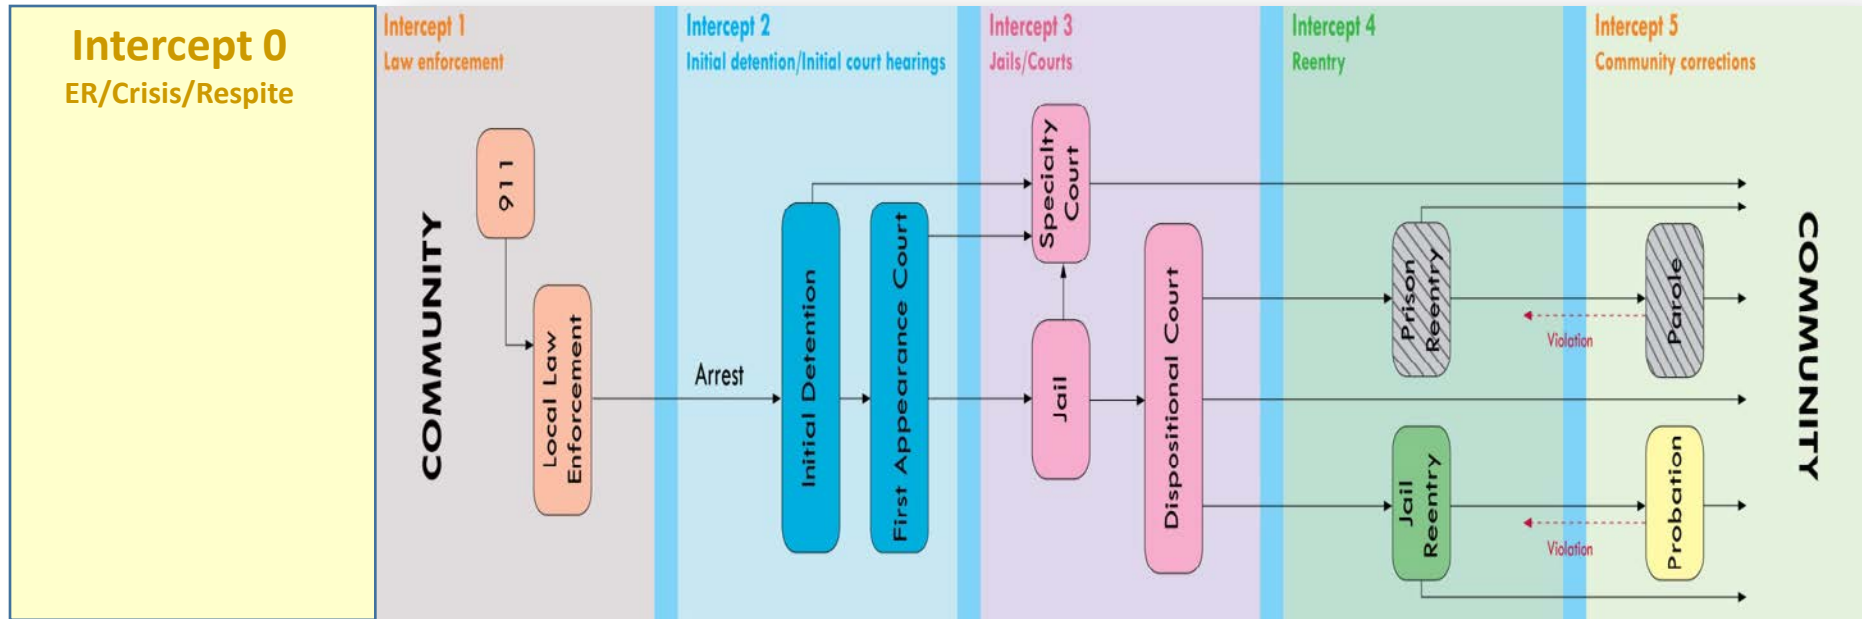 Intercept 0
ER/Crisis/Respite
Intercept 1
Law enforcement
COMMUNITY
911
Local Law
Enforcement
Intercept 2
Initial detention/Initial court hearings
Arrest
Initial Detention
First Appearance Court
Intercept 3
Jails/Courts
Specialty
Court
Jail
Dispositional Court
Intercept 4
Reentry
Prison
Reentry
Jail
Reentry
Violation
Violation
Intercept 5
Community corrections
Parole
Probation
COMMUNITY